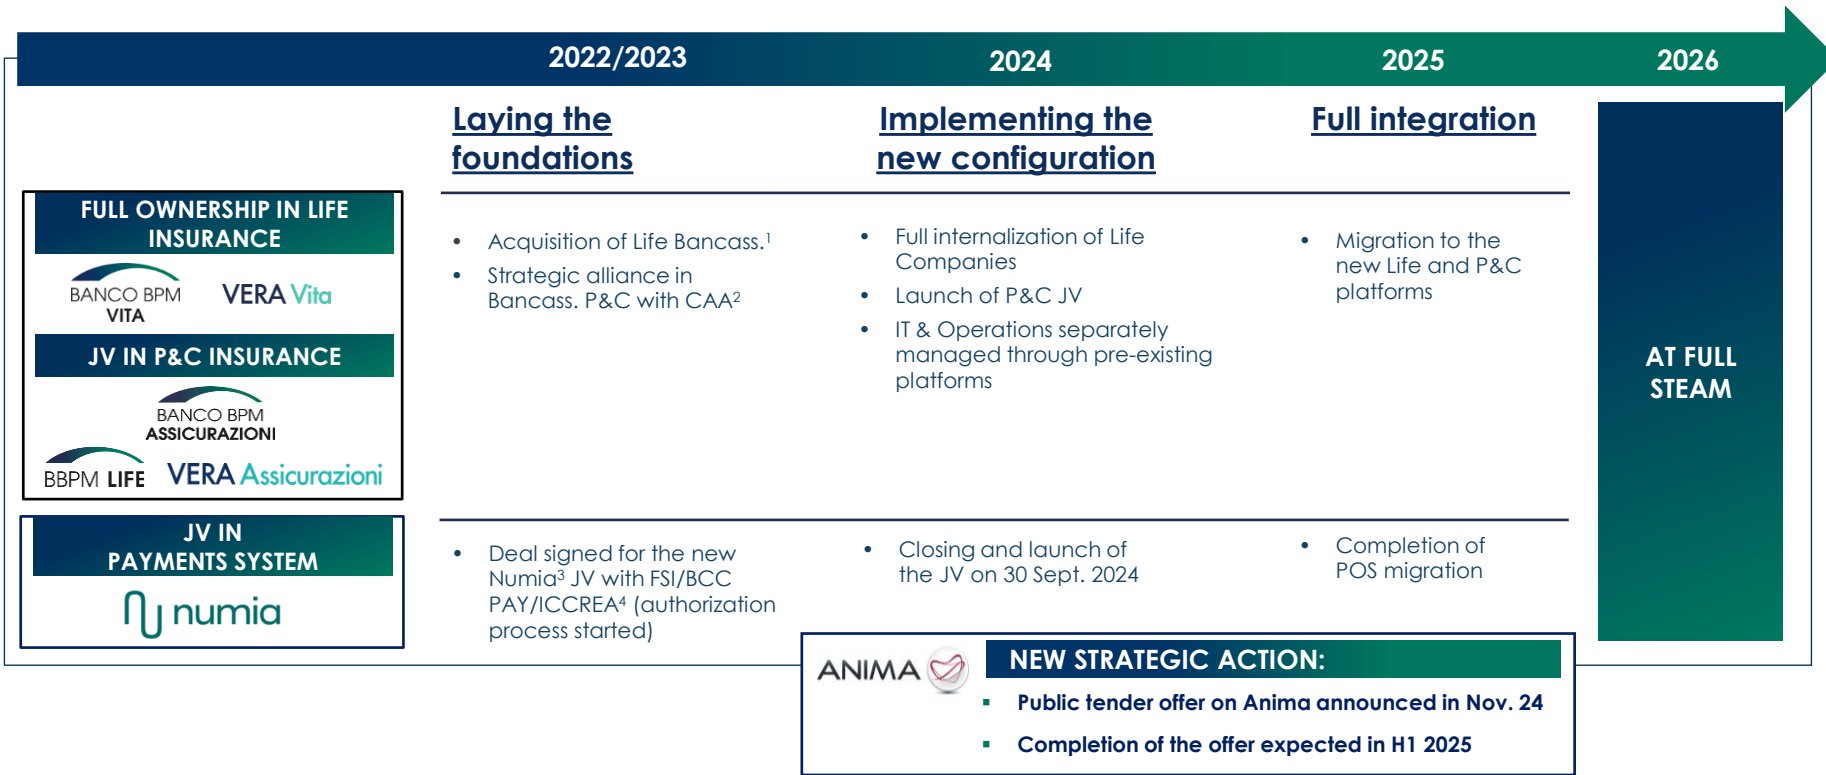 2022/2023
2024
2025
2026
Laying the
foundations
Implementing the
new configuration
Full integration
FULL OWNERSHIP IN LIFE
INSURANCE
BANCO BPM
VITA
VERA Vita
JV IN P&C INSURANCE
BANCO BPM
ASSICURAZIONI
BBPM LIFE
VERA Assicurazioni
• Acquisition of Life Bancass.¹
• Strategic alliance in
Bancass. P&C with CAA²
• Full internalization of Life
Companies
• Launch of P&C JV
• IT & Operations separately
managed through pre-existing
platforms
• Migration to the
new Life and P&C
platforms
AT FULL
STEAM
JV IN
PAYMENTS SYSTEM
numia
• Deal signed for the new
Numia³ JV with FSI/BCC
PAY/ICCREA⁴ (authorization
process started)
• Closing and launch of
the JV on 30 Sept. 2024
• Completion of
POS migration
ANIMA
NEW STRATEGIC ACTION:
▪ Public tender offer on Anima announced in Nov. 24
▪ Completion of the offer expected in H1 2025